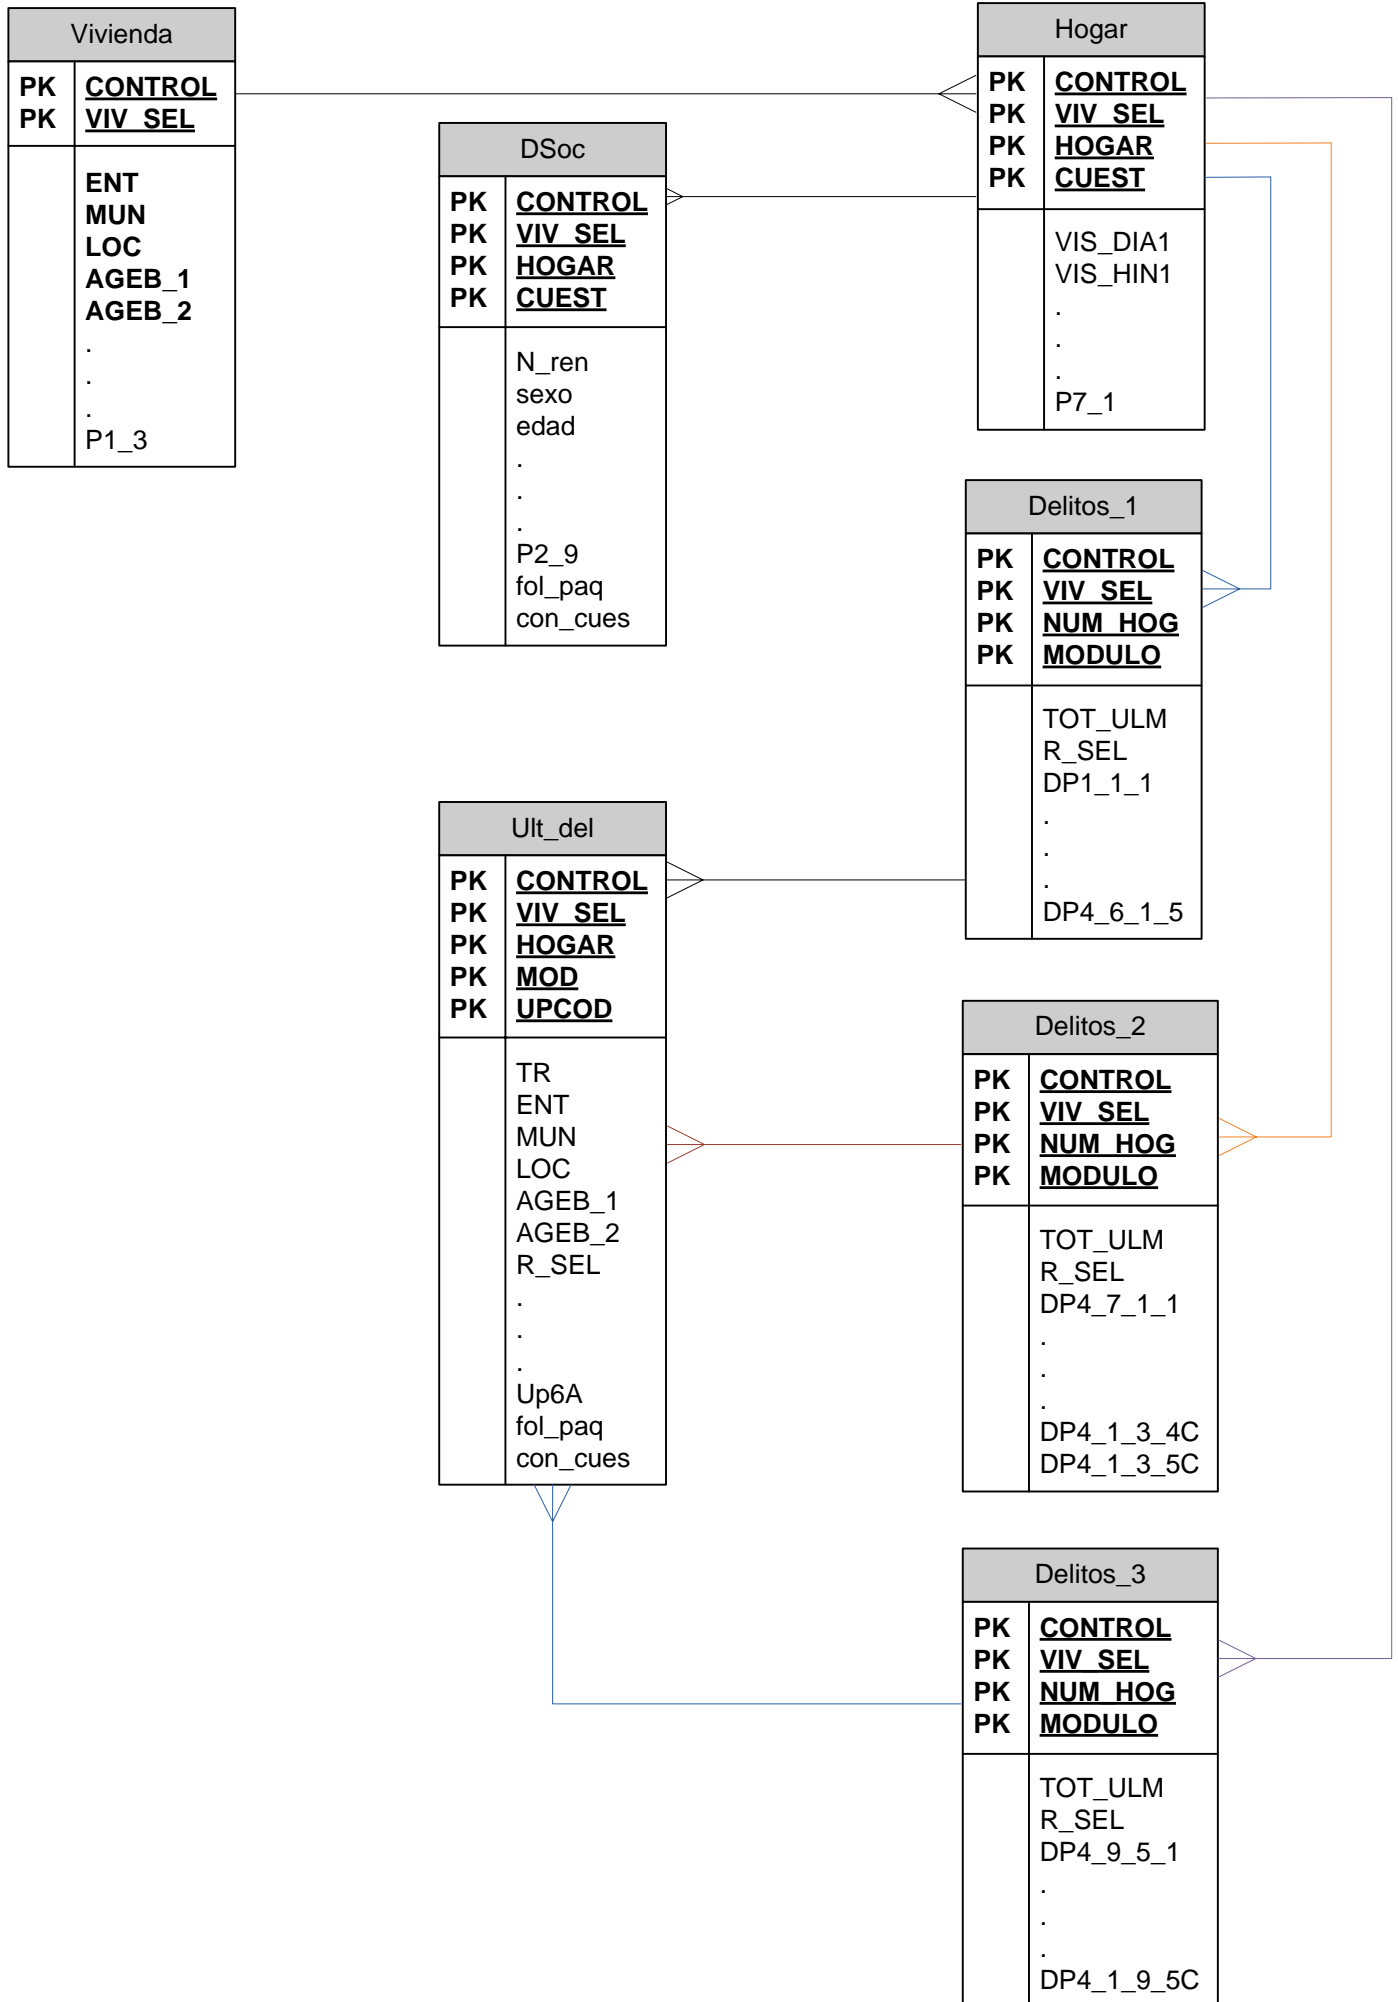 Vivienda
PK CONTROL
PK VIV_SEL
ENT
MUN
LOC
AGEB_1
AGEB_2
.
.
.
P1_3
DSoc
PK CONTROL
PK VIV_SEL
PK HOGAR
PK CUEST
N_ren
sexo
edad
.
.
.
P2_9
fol_paq
con_cues
Hogar
PK CONTROL
PK VIV_SEL
PK HOGAR
PK CUEST
VIS_DIA1
VIS_HIN1
.
.
.
P7_1
Delitos_1
PK CONTROL
PK VIV_SEL
PK NUM_HOG
PK MODULO
TOT_ULM
R_SEL
DP1_1_1
.
.
.
DP4_6_1_5
Ult_del
PK CONTROL
PK VIV_SEL
PK HOGAR
PK MOD
PK UPCOD
TR
ENT
MUN
LOC
AGEB_1
AGEB_2
R_SEL
.
.
.
Up6A
fol_paq
con_cues
Delitos_2
PK CONTROL
PK VIV_SEL
PK NUM_HOG
PK MODULO
TOT_ULM
R_SEL
DP4_7_1_1
.
.
.
DP4_1_3_4C
DP4_1_3_5C
Delitos_3
PK CONTROL
PK VIV_SEL
PK NUM_HOG
PK MODULO
TOT_ULM
R_SEL
DP4_9_5_1
.
.
.
DP4_1_9_5C